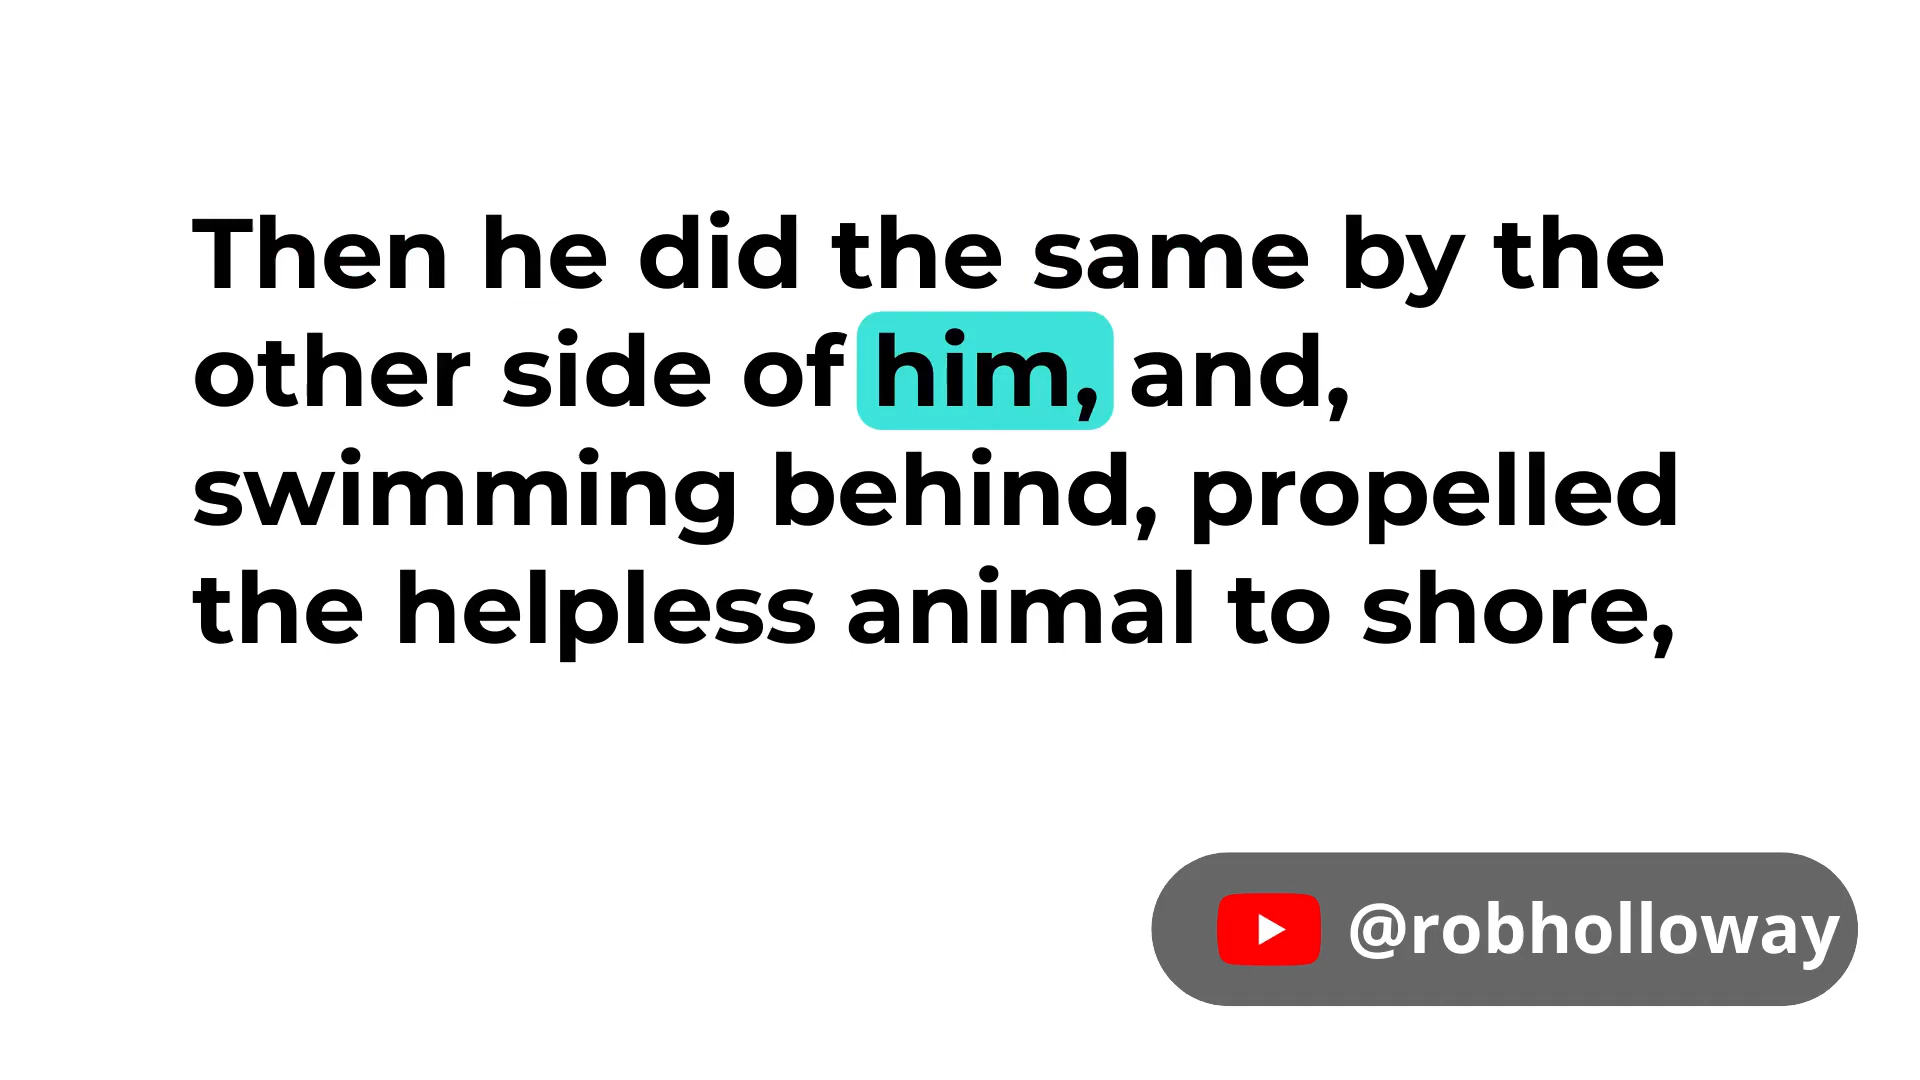 Then he did the same by the
other side of him, and,
swimming behind, propelled
the helpless animal to shore,
@robholloway